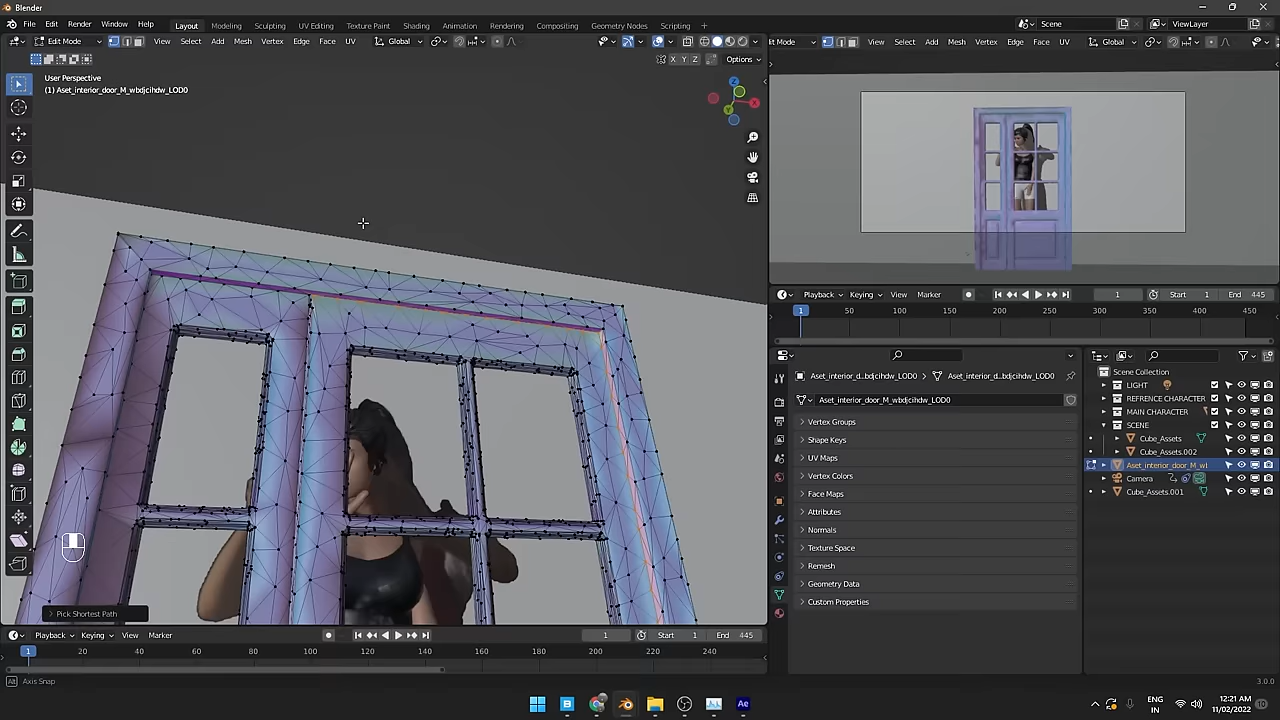 Blender
File Edit Render Window Help Layout Modeling Sculpting UV Editing Texture Paint Shading Animation Rendering Compositing Geometry Nodes Scripting + Scene ViewLayer
Edit Mode View Select Add Mesh Vertex Edge Face UV Global
it Mode View Select Add Mesh Vertex Edge Face UV Global
X Y Z Options
User Perspective
(1) Aset_interior_door_M_wbdjcihdw_LOD0
Playback Keying View Marker 1 Start 1 End 445
1 50 100 150 200 250 300 350 400 450
Aset_interior_d..bdjcihdw_LOD0 Aset_interior_d..bdjcihdw_LOD0
Aset_interior_door_M_wbdjcihdw_LOD0
Vertex Groups
Shape Keys
UV Maps
Vertex Colors
Face Maps
Attributes
Normals
Texture Space
Remesh
Geometry Data
Custom Properties
Scene Collection
LIGHT
REFRENCE CHARACTER
MAIN CHARACTER
SCENE
Cube_Assets
Cube_Assets.002
Aset_interior_door_M_wl
Camera
Cube_Assets.001
Pick Shortest Path
Playback Keying View Marker 1 Start 1 End 445
1 20 40 60 80 100 120 140 160 180 200 220 240
Alt Axis Snap 3.0.0
ENG
IN
12:21 AM
11/02/2022